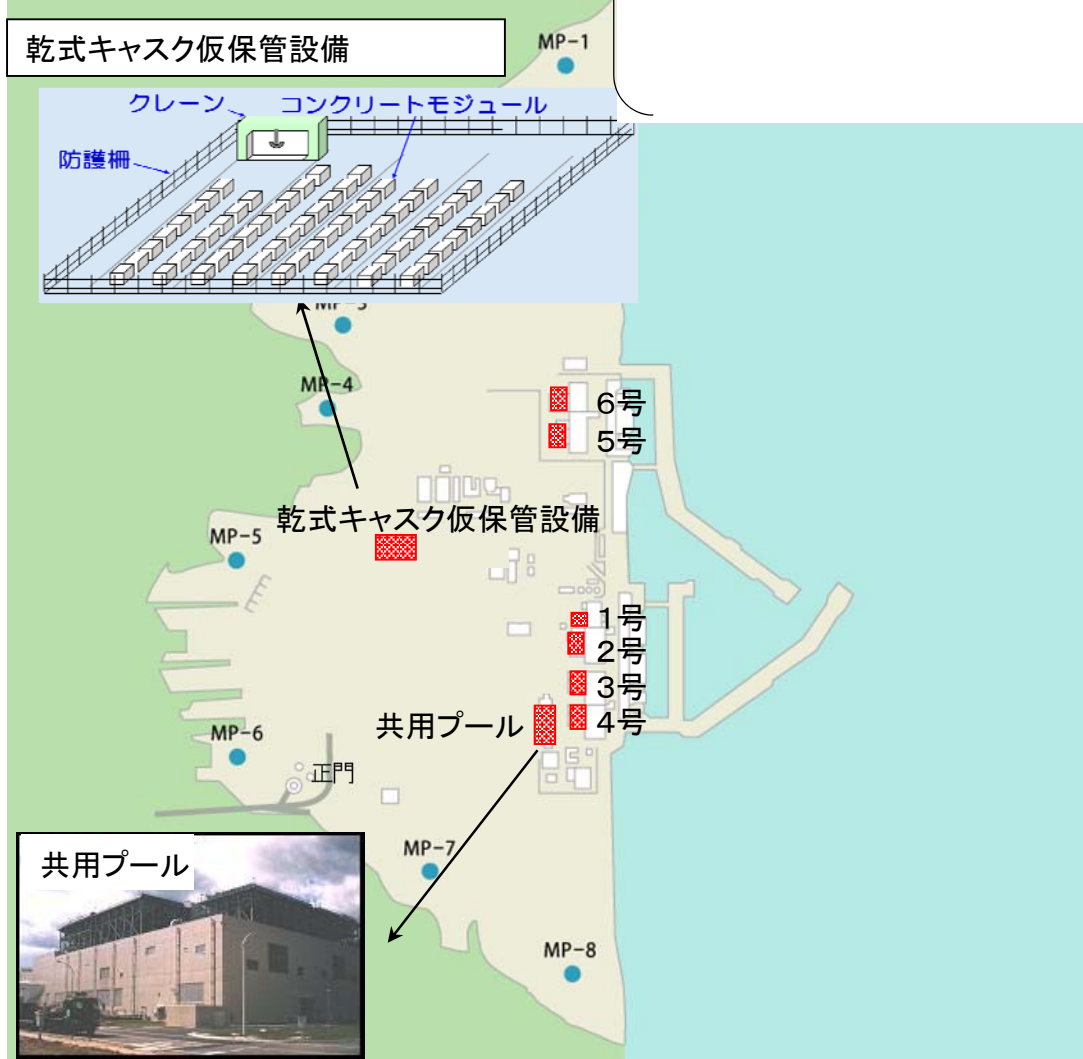 乾式キャスク仮保管設備
MP-1
クレーン
コンクリートモジュール
防護柵
MP-3
MP-4
6号
5号
乾式キャスク仮保管設備
MP-5
1号
2号
3号
共用プール
4号
MP-6
正門
MP-7
共用プール
MP-8